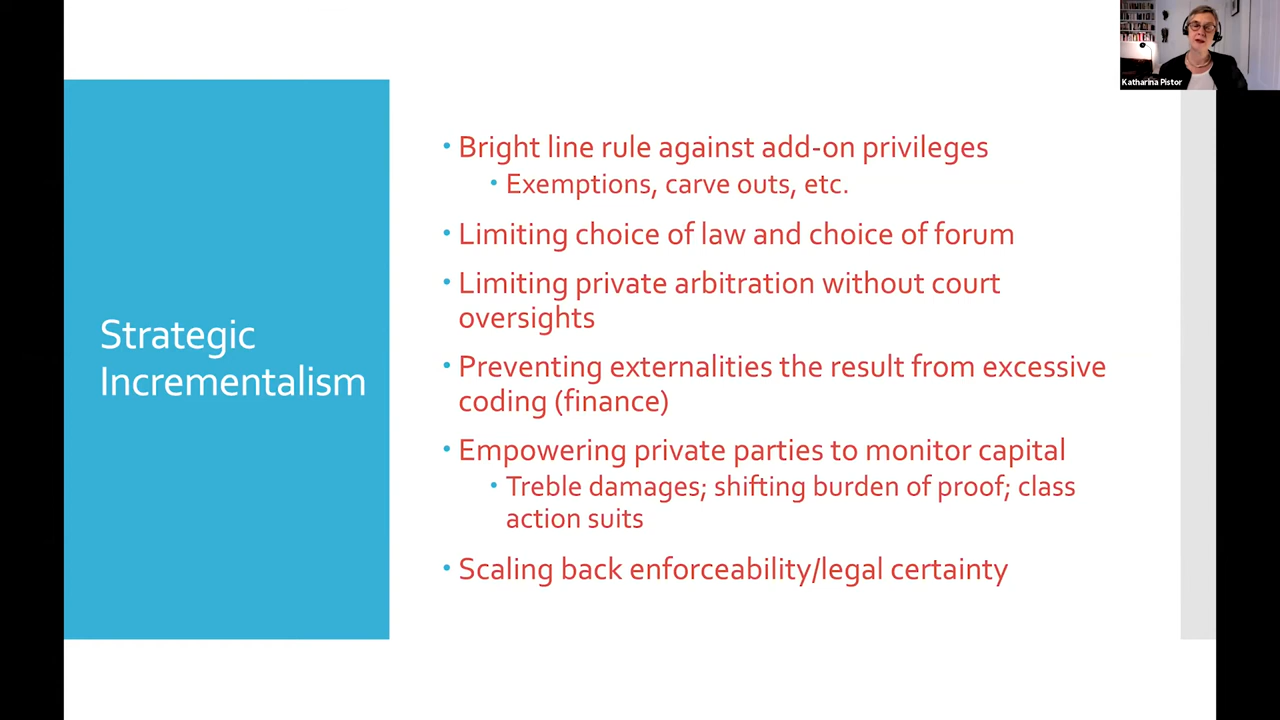 Katharina Pistor
Strategic
Incrementalism
• Bright line rule against add-on privileges
• Exemptions, carve outs, etc.
• Limiting choice of law and choice of forum
• Limiting private arbitration without court
oversights
• Preventing externalities the result from excessive
coding (finance)
• Empowering private parties to monitor capital
• Treble damages; shifting burden of proof; class
action suits
• Scaling back enforceability/legal certainty